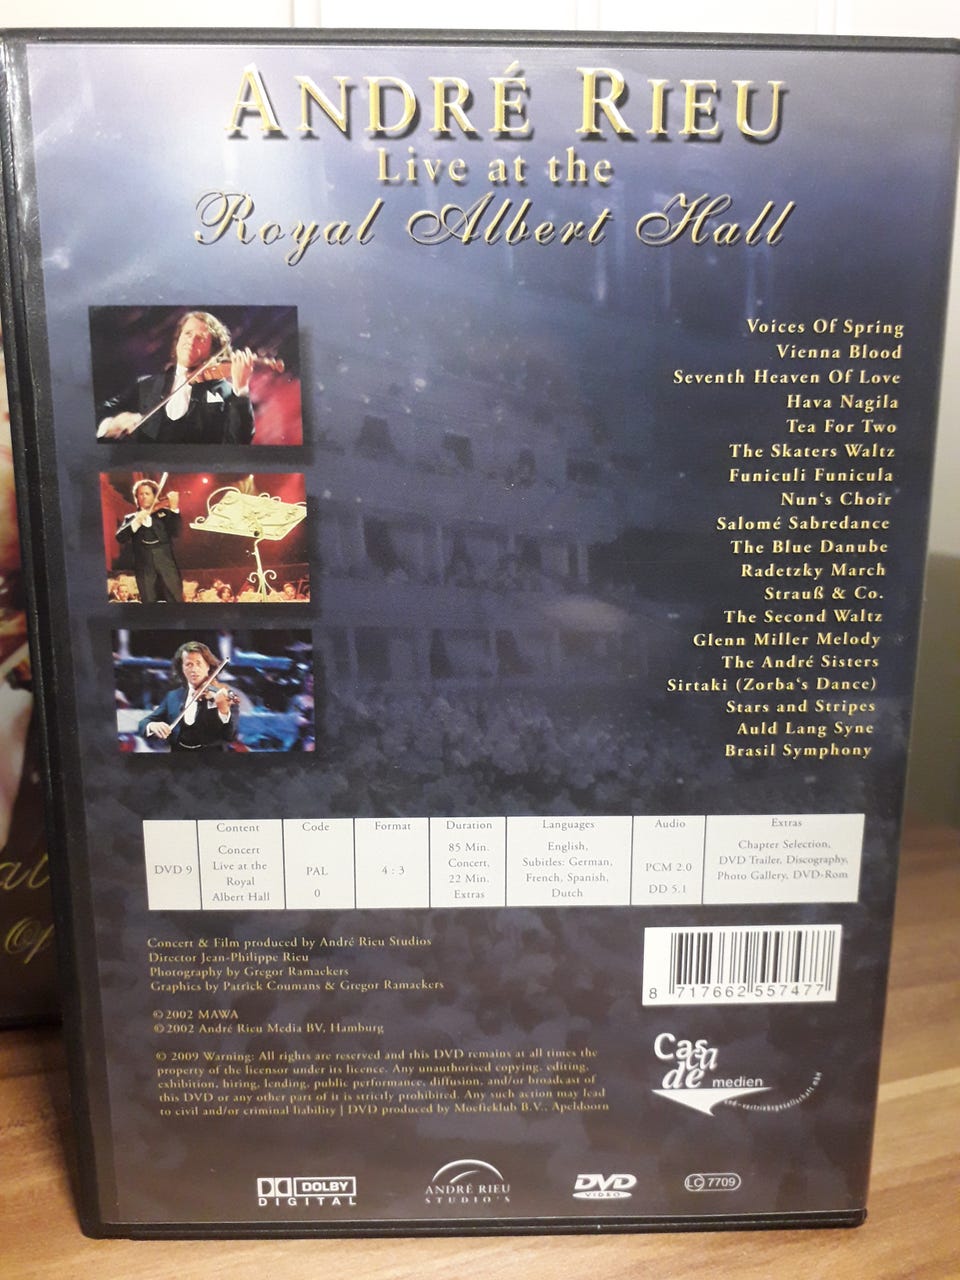 ANDRÉ RIEU
Live at the
Royal Albert Hall
Voices Of Spring
Vienna Blood
Seventh Heaven Of Love
Hava Nagila
Tea For Two
The Skaters Waltz
Funiculi Funicula
Nun's Choir
Salomé Sabredance
The Blue Danube
Radetzky March
Strauß & Co.
The Second Waltz
Glenn Miller Melody
The André Sisters
Sirtaki (Zorba's Dance)
Stars and Stripes
Auld Lang Syne
Brasil Symphony
DVD 9
Content
Concert
Live at the
Royal
Albert Hall
Code
PAL
0
Format
4 : 3
Duration
85 Min.
Concert,
22 Min.
Extras
Languages
English,
Subitles: German,
French, Spanish,
Dutch
Audio
PCM 2.0
DD 5.1
Extras
Chapter Selection,
DVD Trailer, Discography,
Photo Gallery, DVD-Rom
Concert & Film produced by André Rieu Studios
Director Jean-Philippe Rieu
Photography by Gregor Ramaekers
Graphics by Patrick Coumans & Gregor Ramaekers
© 2002 MAWA
© 2002 André Rieu Media BV, Hamburg
© 2009 Warning: All rights are reserved and this DVD remains at all times the
property of the licensor under its licence. Any unauthorised copying, editing,
exhibition, hiring, lending, public performance, diffusion, and/or broadcast of
this DVD or any other part of it is strictly prohibited. Any such action may lead
to civil and/or criminal liability | DVD produced by Moeficklub B.V., Apeldoorn
8 717662 557477
Cascade
medien
DOLBY
DIGITAL
ANDRÉ RIEU
STUDIO'S
DVD
VIDEO
LC 7709